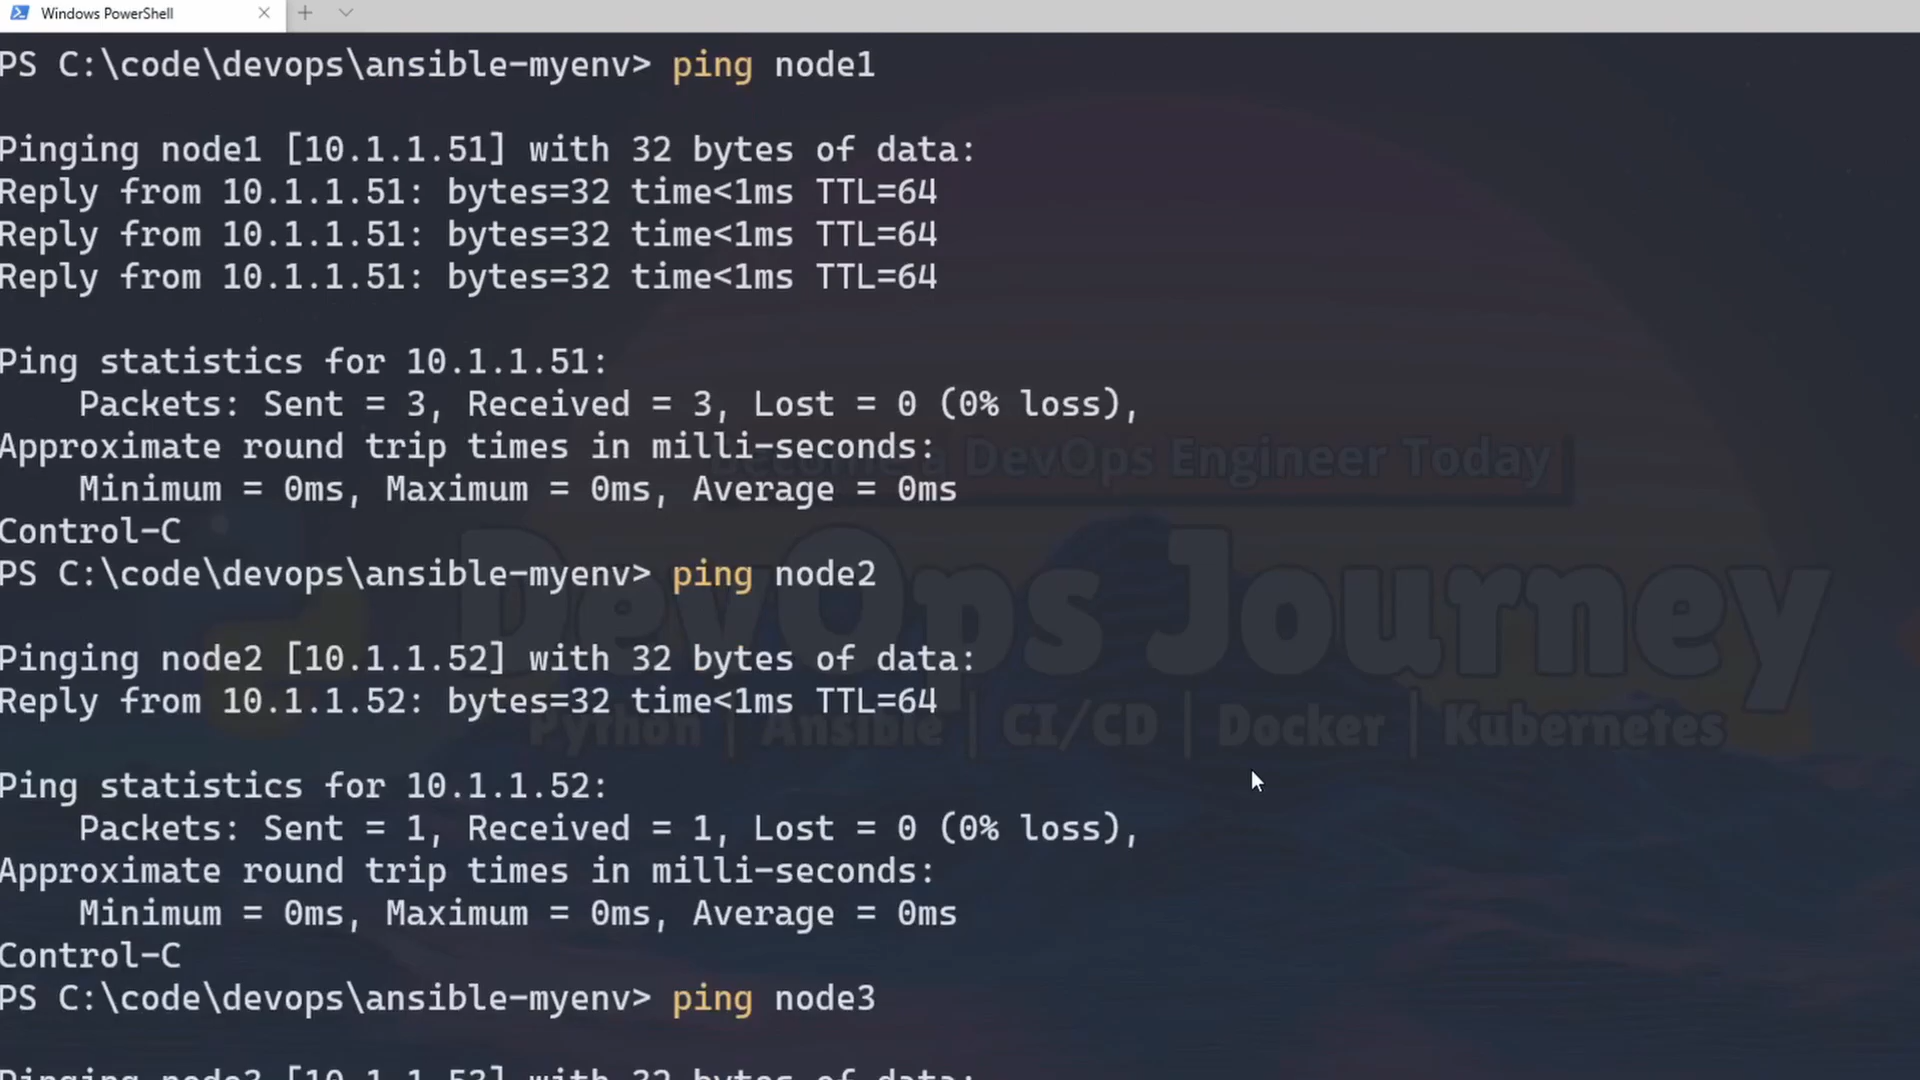 Windows PowerShell
PS C:\code\devops\ansible-myenv> ping node1
Pinging node1 [10.1.1.51] with 32 bytes of data:
Reply from 10.1.1.51: bytes=32 time<1ms TTL=64
Reply from 10.1.1.51: bytes=32 time<1ms TTL=64
Reply from 10.1.1.51: bytes=32 time<1ms TTL=64
Ping statistics for 10.1.1.51:
    Packets: Sent = 3, Received = 3, Lost = 0 (0% loss),
Approximate round trip times in milli-seconds:
Become a DevOps Engineer Today
    Minimum = 0ms, Maximum = 0ms, Average = 0ms
Control-C
PS C:\code\devops\ansible-myenv> ping node2
DevOps Journey
Pinging node2 [10.1.1.52] with 32 bytes of data:
Reply from 10.1.1.52: bytes=32 time<1ms TTL=64
Python | Ansible | CI/CD | Docker | Kubernetes
Ping statistics for 10.1.1.52:
    Packets: Sent = 1, Received = 1, Lost = 0 (0% loss),
Approximate round trip times in milli-seconds:
    Minimum = 0ms, Maximum = 0ms, Average = 0ms
Control-C
PS C:\code\devops\ansible-myenv> ping node3
Pinging node3 [10.1.1.53] with 32 bytes of data: